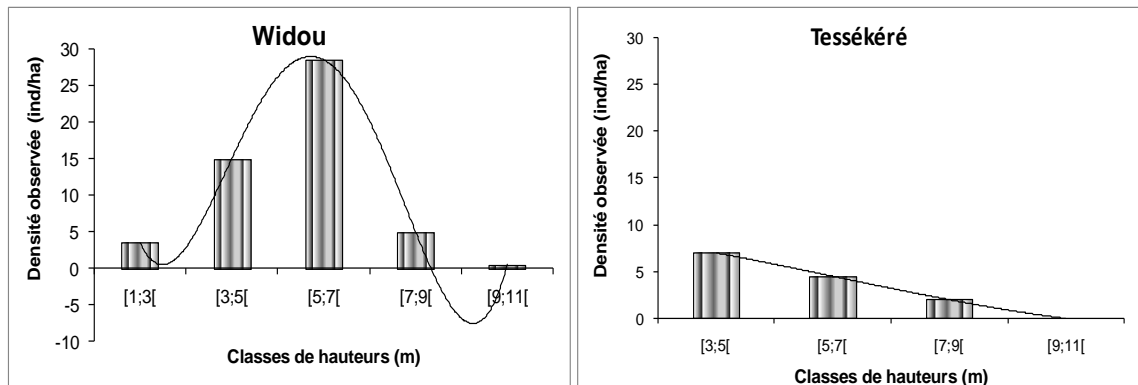 Widou
Densité observée (ind/ha)
30
25
20
15
10
5
0
-5
-10
[1;3[ [3;5[ [5;7[ [7;9[ [9;11[
Classes de hauteurs (m)
Tessékéré
Densité observée (ind/ha)
30
25
20
15
10
5
0
[3;5[ [5;7[ [7;9[ [9;11[
Classes de hauteurs (m)